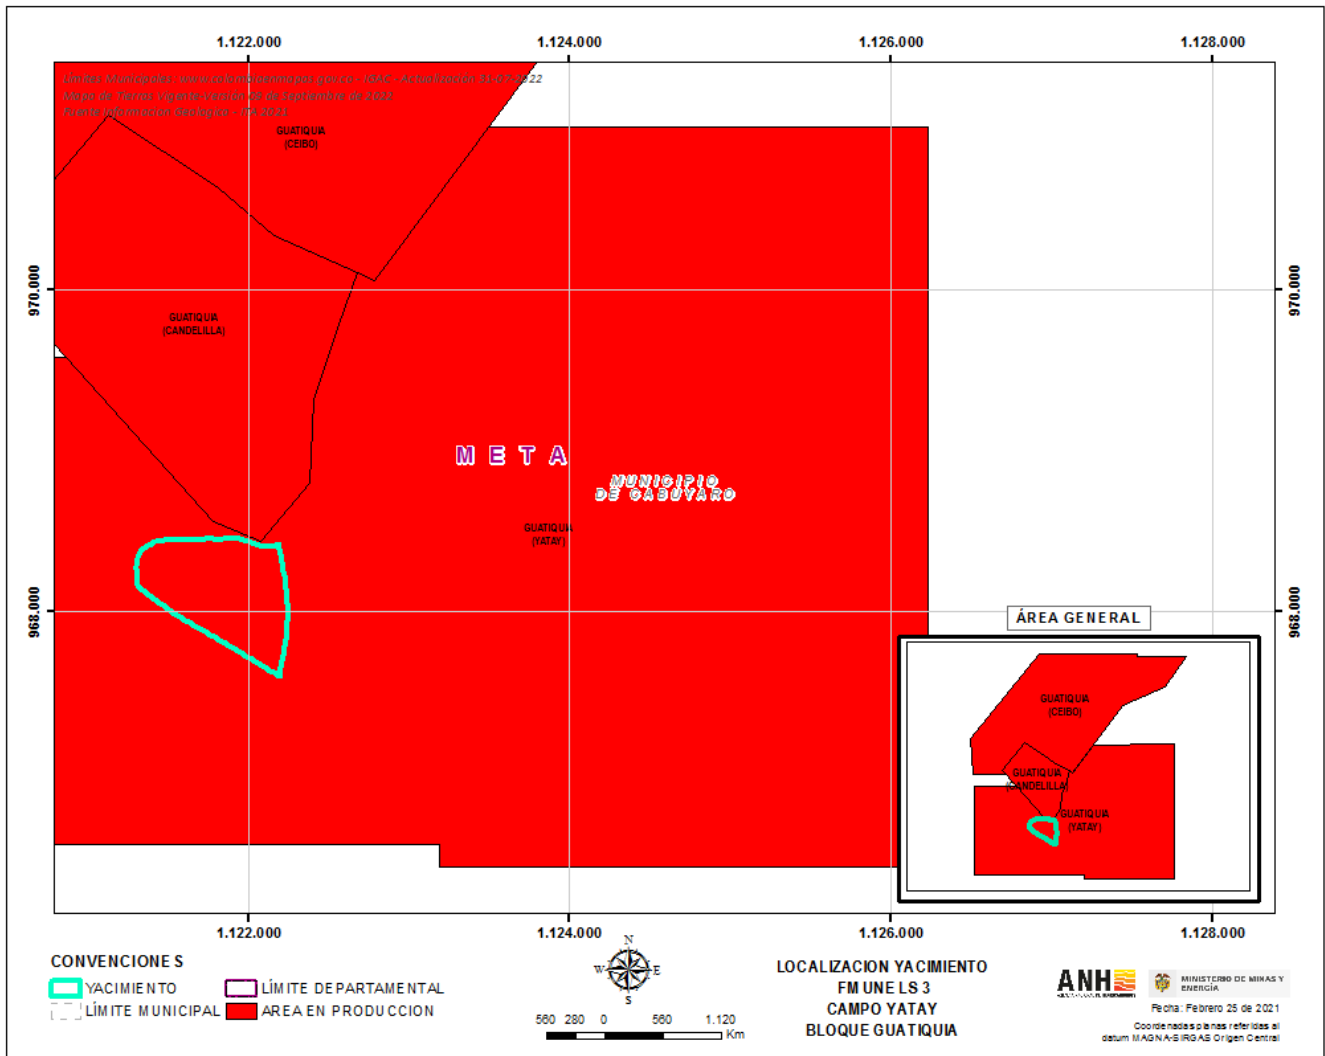 1.122.000 1.124.000 1.126.000 1.128.000
Límites Municipales: www.colombiaenmapas.gov.co - IGAC - Actualización 31-07-2022
Mapa de Tierras Vigente-versión 09 de Septiembre de 2022
Fuente Información Geológica - ITA 2021
GUATIQUIA
(CEIBO)
970.000 970.000
GUATIQUIA
(CANDELILLA)
M E T A
MUNICIPIO
DE CABUYARO
GUATIQUIA
(YATAY)
968.000 968.000
ÁREA GENERAL
GUATIQUIA
(CEIBO)
GUATIQUIA
(CANDELILLA)
GUATIQUIA
(YATAY)
1.122.000 1.124.000 1.126.000 1.128.000
CONVENCIONES
YACIMIENTO LÍMITE DEPARTAMENTAL
LÍMITE MUNICIPAL AREA EN PRODUCCION
N
W E
S
560 280 0 560 1.120
Km
LOCALIZACION YACIMIENTO
FM UNE LS 3
CAMPO YATAY
BLOQUE GUATIQUIA
ANH
MINISTERIO DE MINAS Y
ENERGÍA
Fecha: Febrero 25 de 2021
Coordenadas planas referidas al
datum MAGNA-SIRGAS Origen Central